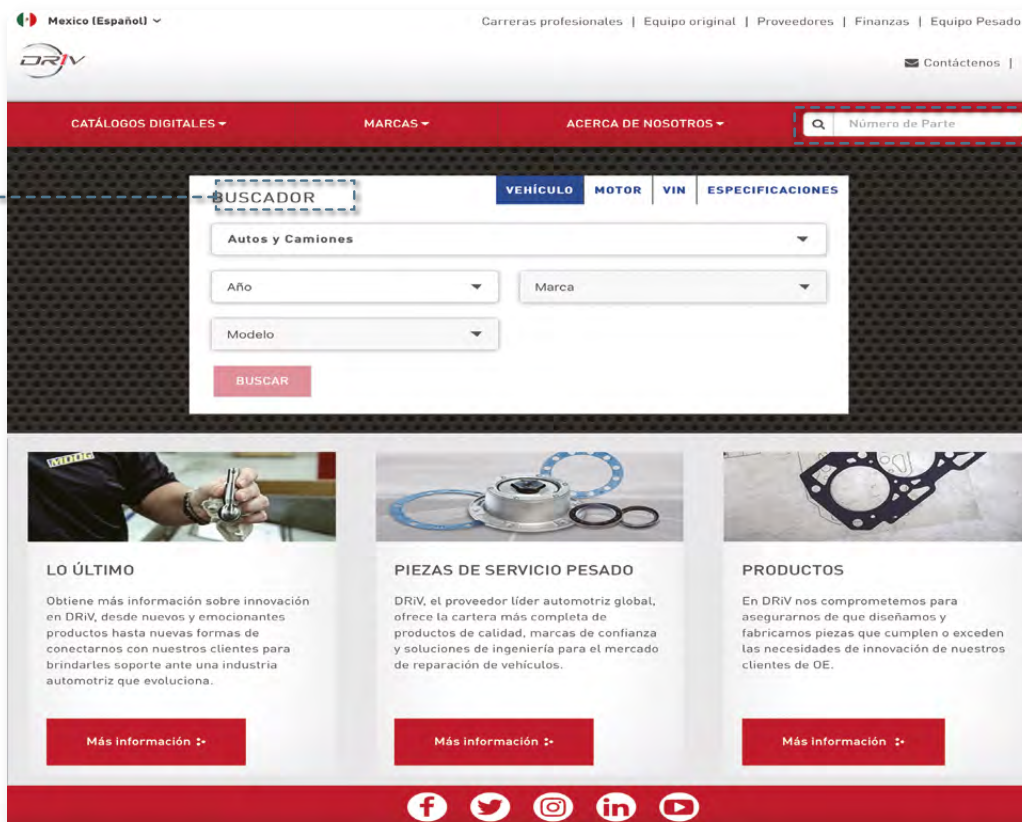 Mexico (Español)
Carreras profesionales | Equipo original | Proveedores | Finanzas | Equipo Pesado
DRiV
Contáctenos |
CATÁLOGOS DIGITALES
MARCAS
ACERCA DE NOSOTROS
Número de Parte
BUSCADOR
VEHÍCULO
MOTOR
VIN
ESPECIFICACIONES
Autos y Camiones
Año
Marca
Modelo
BUSCAR
MOOG
LO ÚLTIMO
Obtiene más información sobre innovación
en DRiV, desde nuevos y emocionantes
productos hasta nuevas formas de
conectarnos con nuestros clientes para
brindarles soporte ante una industria
automotriz que evoluciona.
Más información
PIEZAS DE SERVICIO PESADO
DRiV, el proveedor líder automotriz global,
ofrece la cartera más completa de
productos de calidad, marcas de confianza
y soluciones de ingeniería para el mercado
de reparación de vehículos.
Más información
PRODUCTOS
En DRiV nos comprometemos para
asegurarnos de que diseñamos y
fabricamos piezas que cumplen o exceden
las necesidades de innovación de nuestros
clientes de OE.
Más información